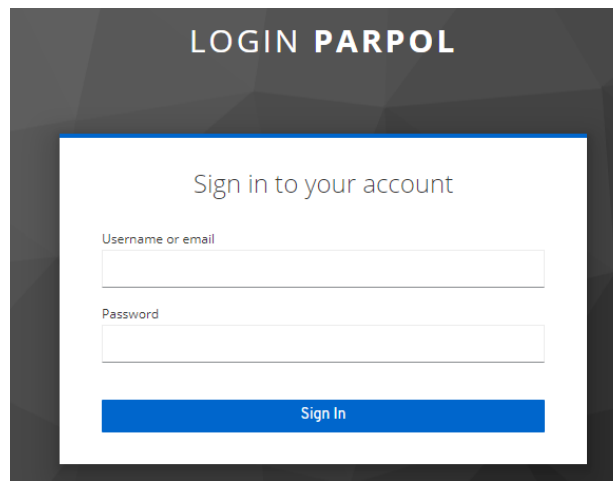 LOGIN PARPOL
Sign in to your account
Username or email
Password
Sign In